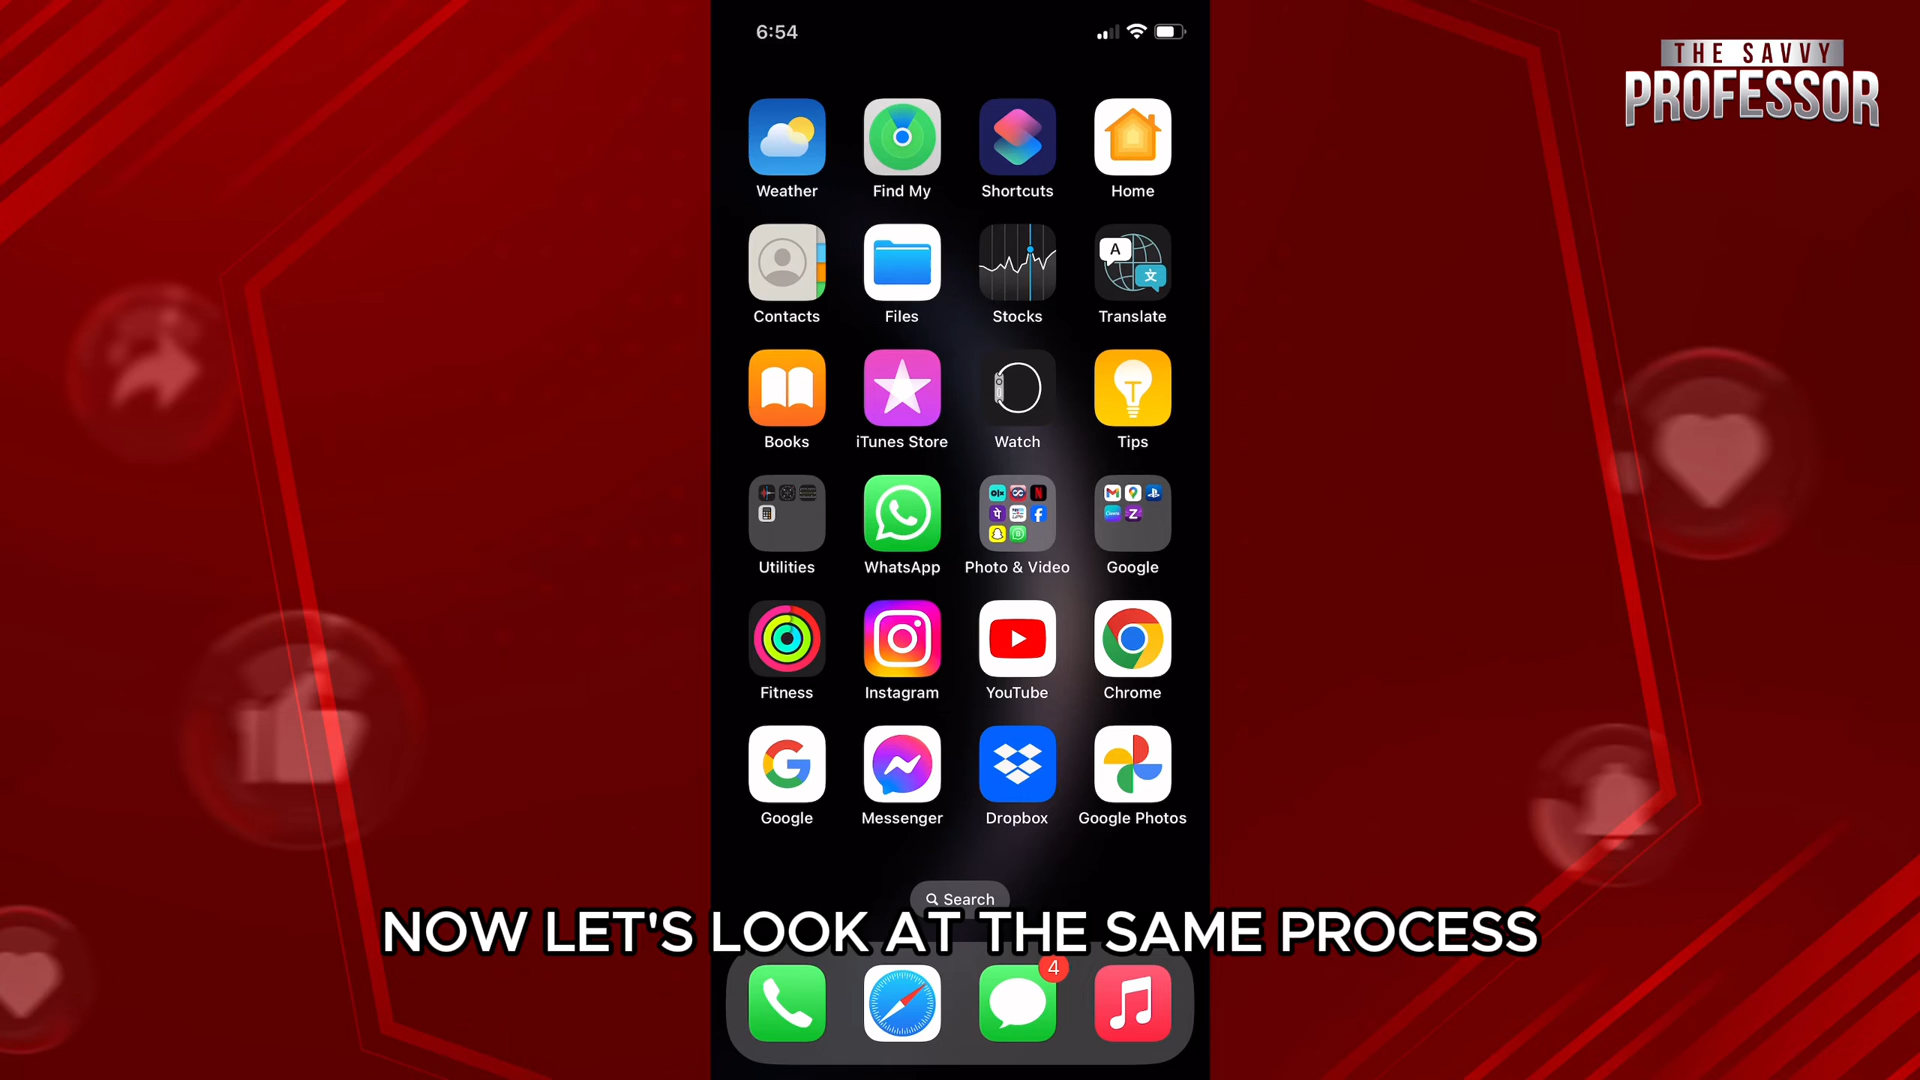 6:54
THE SAVVY
PROFESSOR
Weather
Find My
Shortcuts
Home
A
文
Contacts
Files
Stocks
Translate
Books
iTunes Store
Watch
Tips
Utilities
WhatsApp
Photo & Video
Google
Fitness
Instagram
YouTube
Chrome
Google
Messenger
Dropbox
Google Photos
Search
NOW LET'S LOOK AT THE SAME PROCESS
4